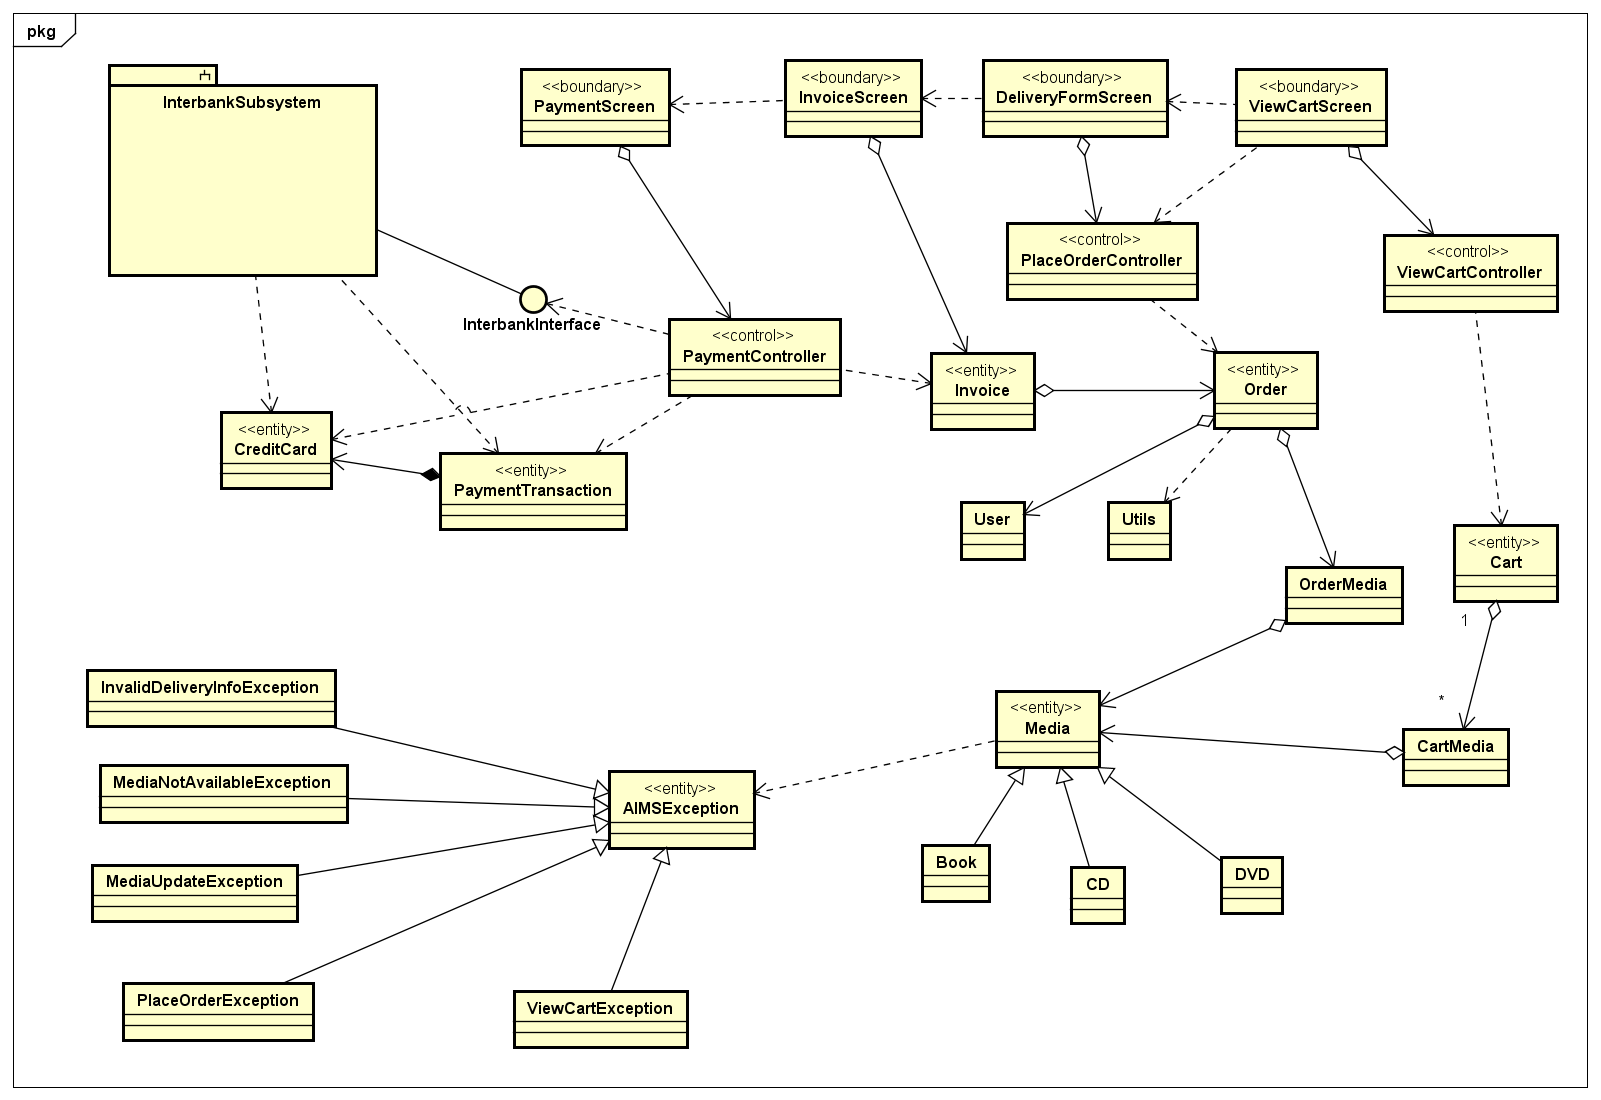 pkg
InterbankSubsystem
<<boundary>>
PaymentScreen
<<boundary>>
InvoiceScreen
<<boundary>>
DeliveryFormScreen
<<boundary>>
ViewCartScreen
<<control>>
PlaceOrderController
<<control>>
ViewCartController
InterbankInterface
<<control>>
PaymentController
<<entity>>
Invoice
<<entity>>
Order
<<entity>>
CreditCard
<<entity>>
PaymentTransaction
User
Utils
<<entity>>
Cart
OrderMedia
1
*
InvalidDeliveryInfoException
<<entity>>
Media
CartMedia
MediaNotAvailableException
<<entity>>
AIMSException
MediaUpdateException
Book
CD
DVD
PlaceOrderException
ViewCartException